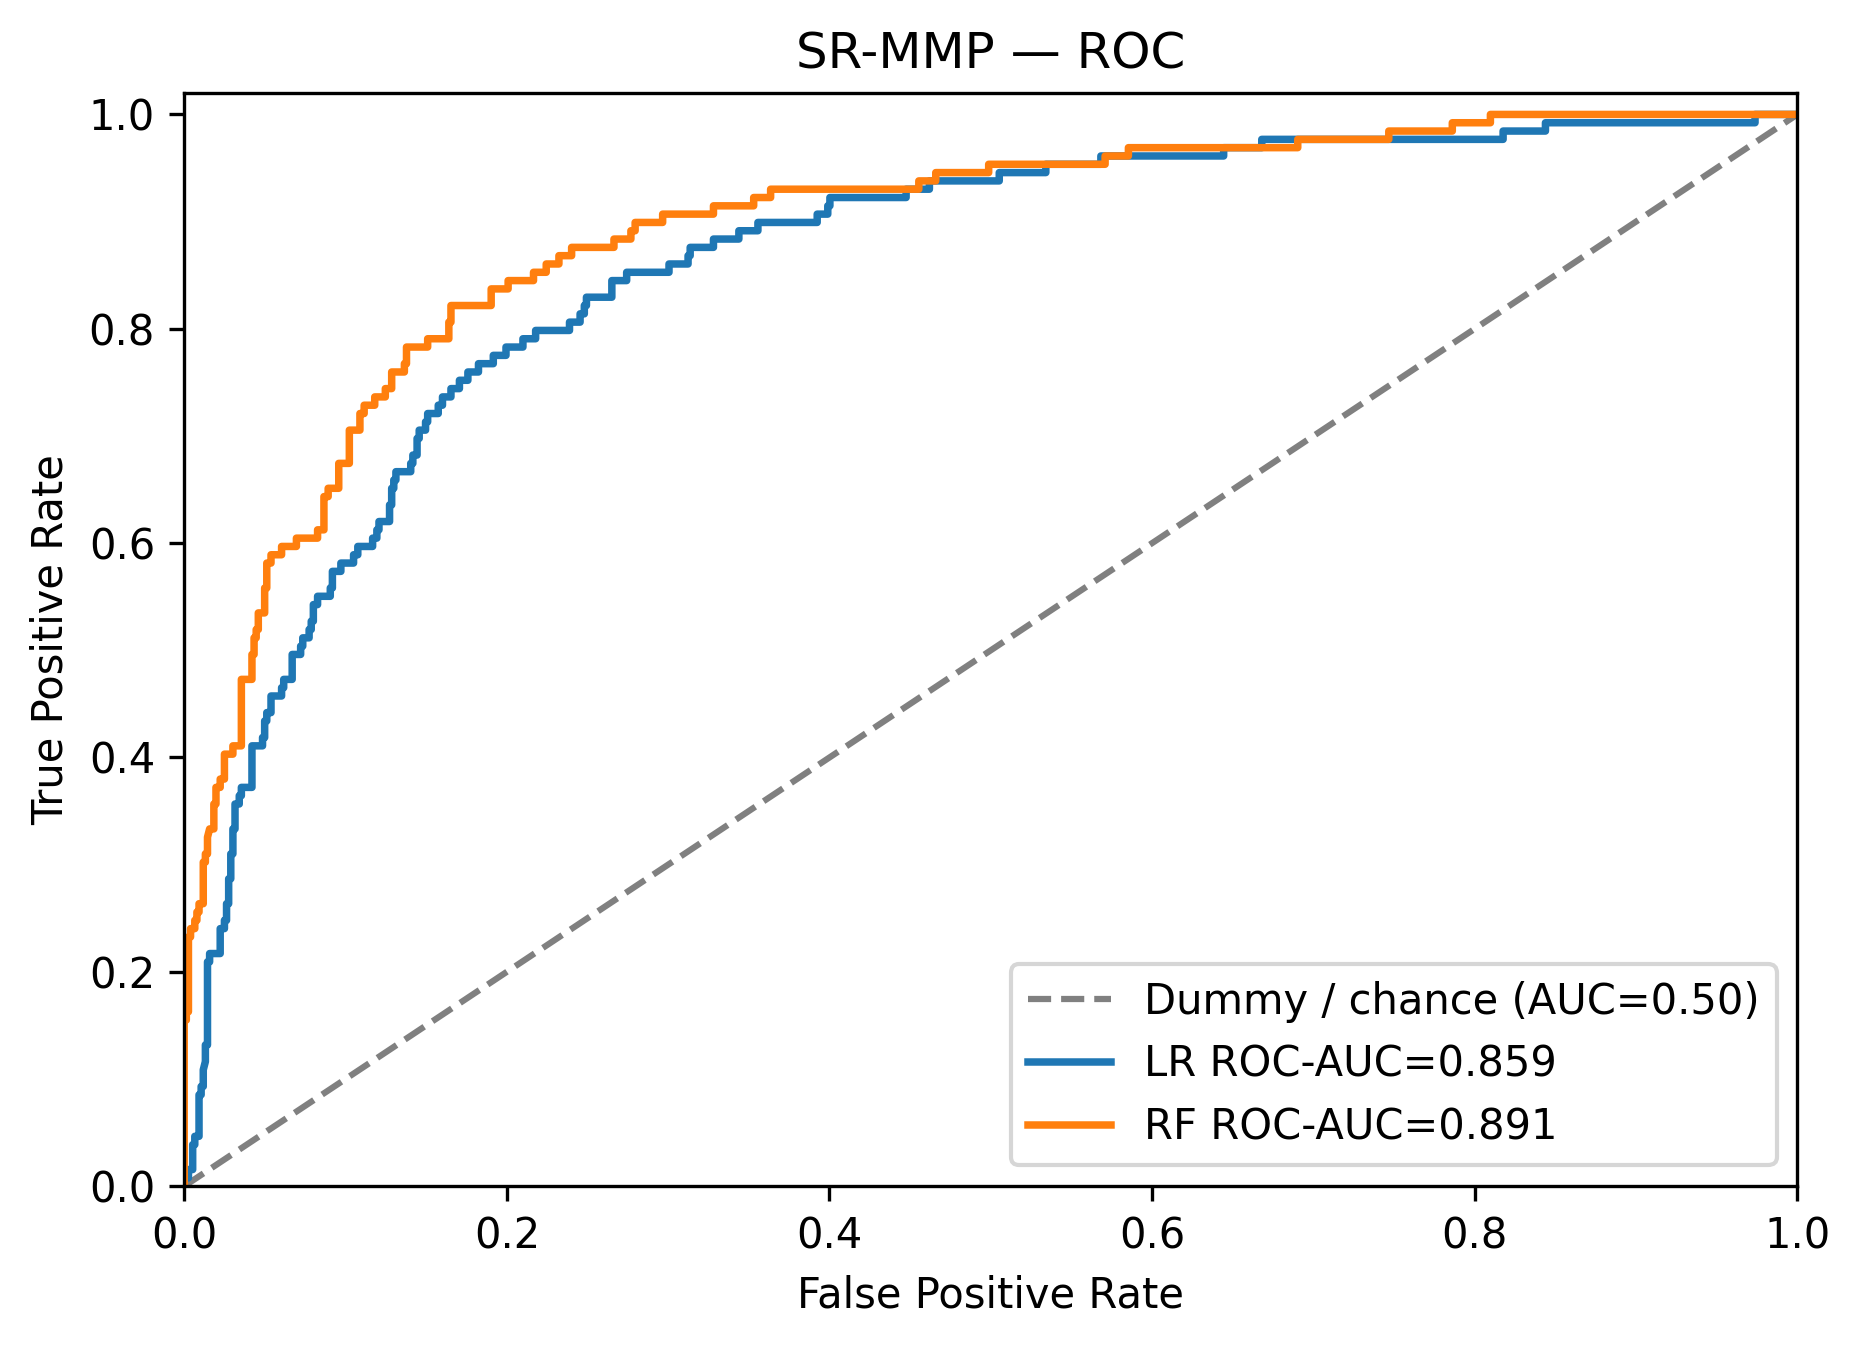 SR-MMP — ROC
True Positive Rate
1.0
0.8
0.6
0.4
0.2
0.0
Dummy / chance (AUC=0.50)
LR ROC-AUC=0.859
RF ROC-AUC=0.891
0.0 0.2 0.4 0.6 0.8 1.0
False Positive Rate